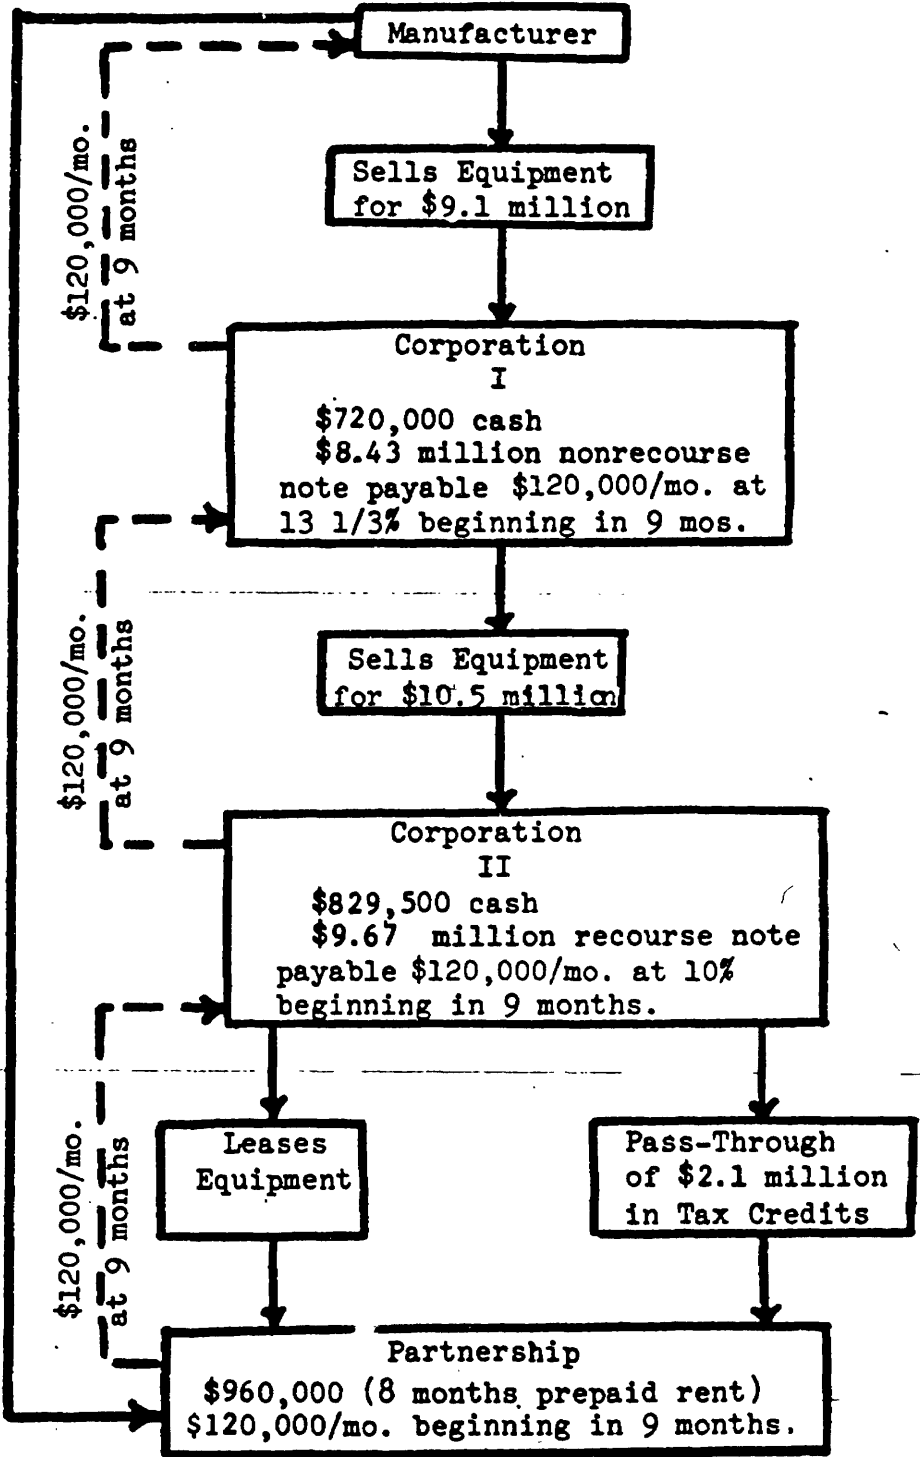 Manufacturer
$120,000/mo.
at 9 months
Sells Equipment
for $9.1 million
Corporation
I
$720,000 cash
$8.43 million nonrecourse
note payable $120,000/mo. at
13 1/3% beginning in 9 mos.
$120,000/mo.
at 9 months
Sells Equipment
for $10.5 million
Corporation
II
$829,500 cash
$9.67 million recourse note
payable $120,000/mo. at 10%
beginning in 9 months.
$120,000/mo.
at 9 months
Leases
Equipment
Pass-Through
of $2.1 million
in Tax Credits
Partnership
$960,000 (8 months prepaid rent)
$120,000/mo. beginning in 9 months.